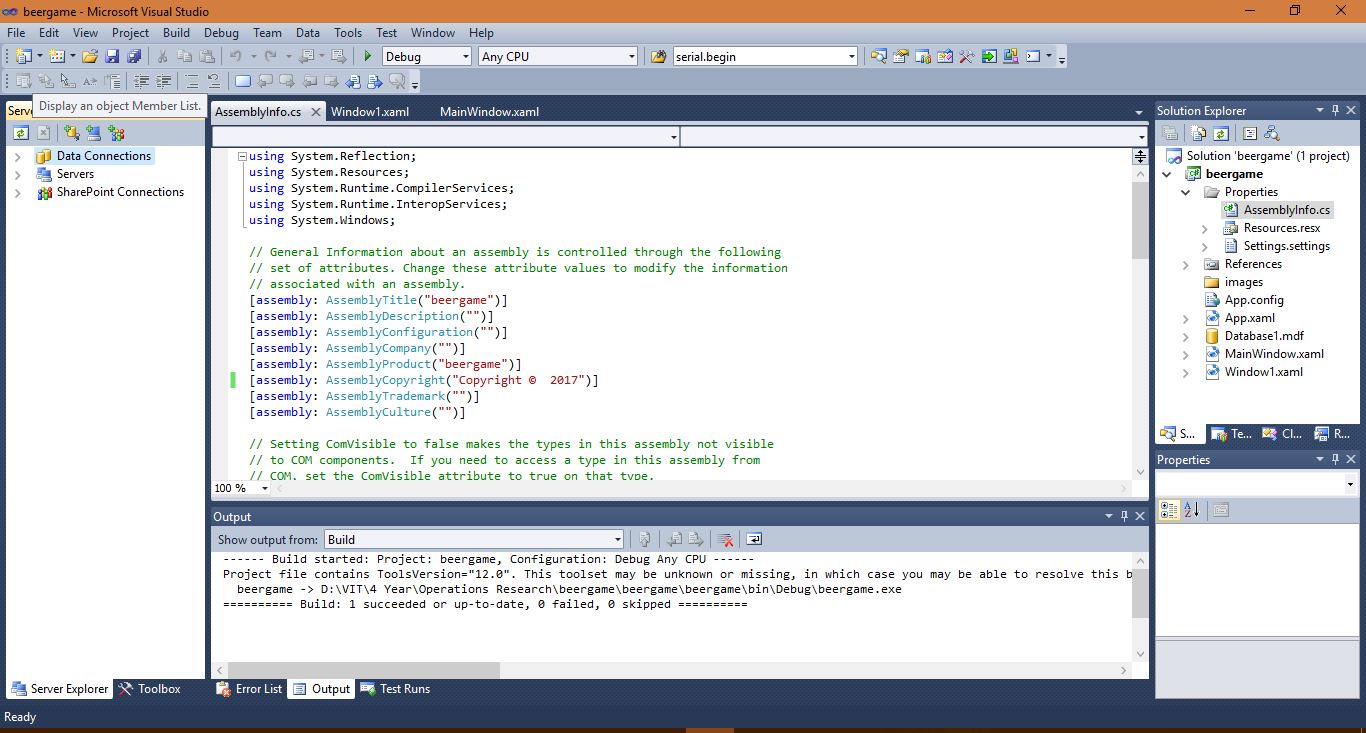 beergame - Microsoft Visual Studio
File Edit View Project Build Debug Team Data Tools Test Window Help
Debug Any CPU serial.begin
Serve
Display an object Member List.
Data Connections
Servers
SharePoint Connections
AssemblyInfo.cs Window1.xaml MainWindow.xaml
using System.Reflection;
using System.Resources;
using System.Runtime.CompilerServices;
using System.Runtime.InteropServices;
using System.Windows;
// General Information about an assembly is controlled through the following
// set of attributes. Change these attribute values to modify the information
// associated with an assembly.
[assembly: AssemblyTitle("beergame")]
[assembly: AssemblyDescription("")]
[assembly: AssemblyConfiguration("")]
[assembly: AssemblyCompany("")]
[assembly: AssemblyProduct("beergame")]
[assembly: AssemblyCopyright("Copyright ©  2017")]
[assembly: AssemblyTrademark("")]
[assembly: AssemblyCulture("")]
// Setting ComVisible to false makes the types in this assembly not visible
// to COM components.  If you need to access a type in this assembly from
// COM, set the ComVisible attribute to true on that type.
100 %
Output
Show output from: Build
------ Build started: Project: beergame, Configuration: Debug Any CPU ------
Project file contains ToolsVersion="12.0". This toolset may be unknown or missing, in which case you may be able to resolve this b
beergame -> D:\VIT\4 Year\Operations Research\beergame\beergame\beergame\bin\Debug\beergame.exe
========== Build: 1 succeeded or up-to-date, 0 failed, 0 skipped ==========
Solution Explorer
Solution 'beergame' (1 project)
beergame
Properties
AssemblyInfo.cs
Resources.resx
Settings.settings
References
images
App.config
App.xaml
Database1.mdf
MainWindow.xaml
Window1.xaml
S... Te... Cl... R...
Properties
Server Explorer Toolbox Error List Output Test Runs
Ready